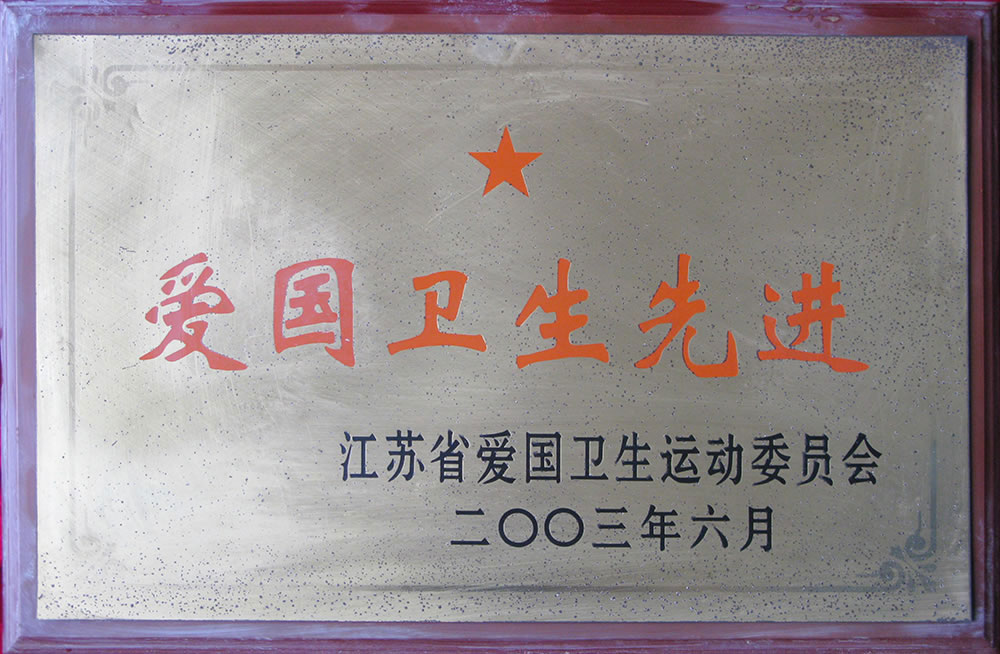 爱国卫生先进
江苏省爱国卫生运动委员会
二〇〇三年六月